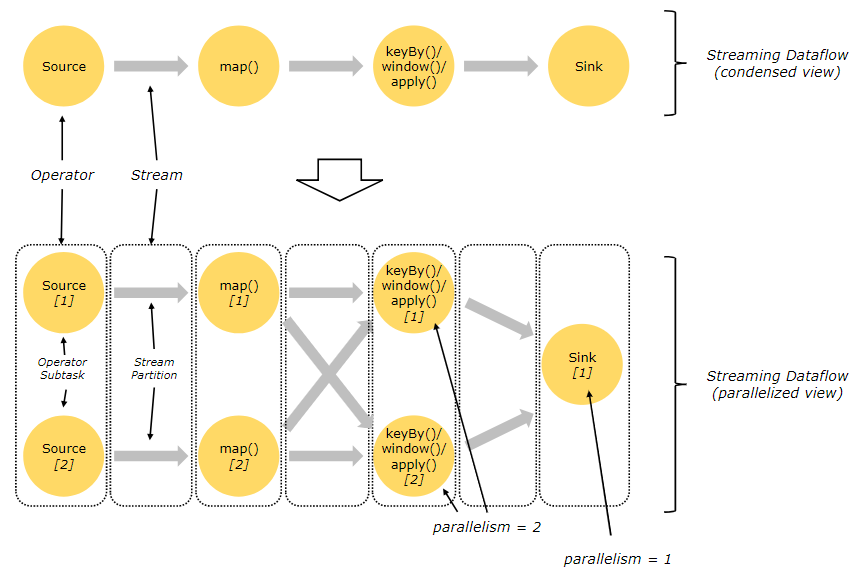 Source
map()
keyBy()/
window()/
apply()
Sink
Streaming Dataflow
(condensed view)
Operator
Stream
Source
[1]
map()
[1]
keyBy()/
window()/
apply()
[1]
Operator
Subtask
Stream
Partition
Sink
[1]
Streaming Dataflow
(parallelized view)
Source
[2]
map()
[2]
keyBy()/
window()/
apply()
[2]
parallelism = 2
parallelism = 1